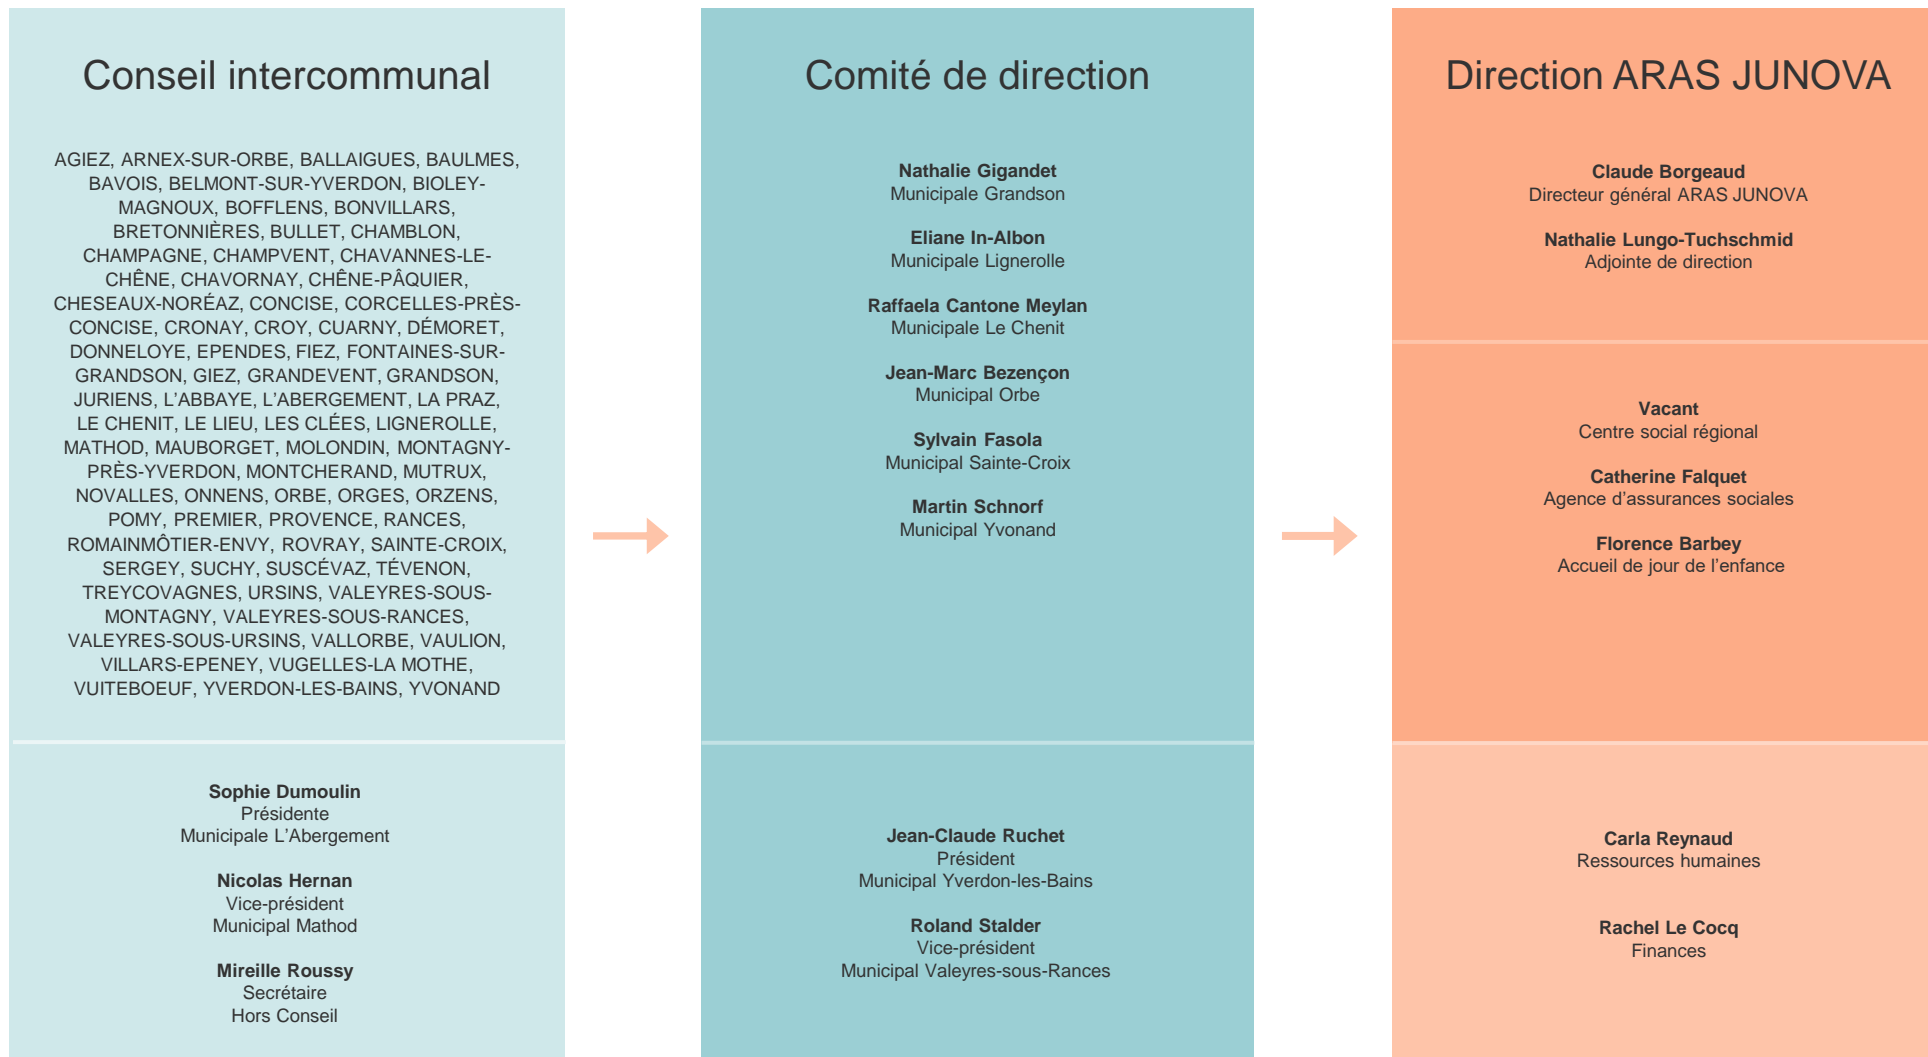 Conseil intercommunal
AGIEZ, ARNEX-SUR-ORBE, BALLAIGUES, BAULMES,
BAVOIS, BELMONT-SUR-YVERDON, BIOLEY-
MAGNOUX, BOFFLENS, BONVILLARS,
BRETONNIÈRES, BULLET, CHAMBLON,
CHAMPAGNE, CHAMPVENT, CHAVANNES-LE-
CHÊNE, CHAVORNAY, CHÊNE-PÂQUIER,
CHESEAUX-NORÉAZ, CONCISE, CORCELLES-PRÈS-
CONCISE, CRONAY, CROY, CUARNY, DÉMORET,
DONNELOYE, EPENDES, FIEZ, FONTAINES-SUR-
GRANDSON, GIEZ, GRANDEVENT, GRANDSON,
JURIENS, L'ABBAYE, L'ABERGEMENT, LA PRAZ,
LE CHENIT, LE LIEU, LES CLÉES, LIGNEROLLE,
MATHOD, MAUBORGET, MOLONDIN, MONTAGNY-
PRÈS-YVERDON, MONTCHERAND, MUTRUX,
NOVALLES, ONNENS, ORBE, ORGES, ORZENS,
POMY, PREMIER, PROVENCE, RANCES,
ROMAINMÔTIER-ENVY, ROVRAY, SAINTE-CROIX,
SERGEY, SUCHY, SUSCÉVAZ, TÉVENON,
TREYCOVAGNES, URSINS, VALEYRES-SOUS-
MONTAGNY, VALEYRES-SOUS-RANCES,
VALEYRES-SOUS-URSINS, VALLORBE, VAULION,
VILLARS-EPENEY, VUGELLES-LA MOTHE,
VUITEBOEUF, YVERDON-LES-BAINS, YVONAND
Sophie Dumoulin
Présidente
Municipale L'Abergement
Nicolas Hernan
Vice-président
Municipal Mathod
Mireille Roussy
Secrétaire
Hors Conseil
Comité de direction
Nathalie Gigandet
Municipale Grandson
Eliane In-Albon
Municipale Lignerolle
Raffaela Cantone Meylan
Municipale Le Chenit
Jean-Marc Bezençon
Municipal Orbe
Sylvain Fasola
Municipal Sainte-Croix
Martin Schnorf
Municipal Yvonand
Jean-Claude Ruchet
Président
Municipal Yverdon-les-Bains
Roland Stalder
Vice-président
Municipal Valeyres-sous-Rances
Direction ARAS JUNOVA
Claude Borgeaud
Directeur général ARAS JUNOVA
Nathalie Lungo-Tuchschmid
Adjointe de direction
Vacant
Centre social régional
Catherine Falquet
Agence d'assurances sociales
Florence Barbey
Accueil de jour de l'enfance
Carla Reynaud
Ressources humaines
Rachel Le Cocq
Finances